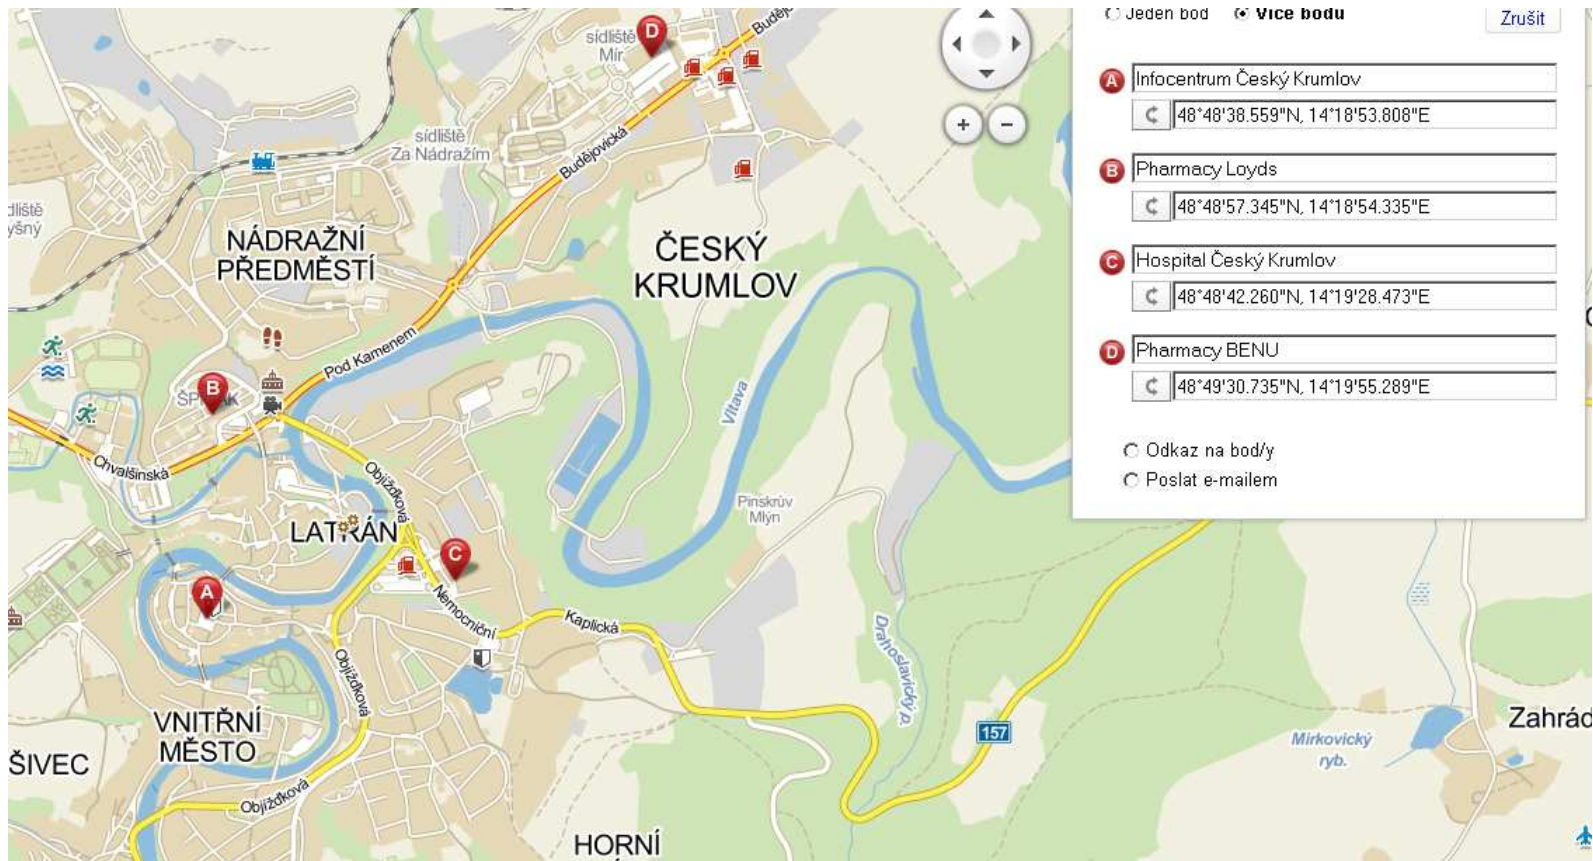 Jeden bod
Více bodů
Zrušit
A
Infocentrum Český Krumlov
48°48'38.559"N, 14°18'53.808"E
B
Pharmacy Loyds
48°48'57.345"N, 14°18'54.335"E
C
Hospital Český Krumlov
48°48'42.260"N, 14°19'28.473"E
D
Pharmacy BENU
48°49'30.735"N, 14°19'55.289"E
Odkaz na bod/y
Poslat e-mailem
sídliště
Mír
D
Budějovická
sídliště
Za Nádražím
NÁDRAŽNÍ
PŘEDMĚSTÍ
ČESKÝ
KRUMLOV
Pod Kamenem
B
Chvalšinská
Objížďková
Vltava
LATRÁN
Pinskrův
Mlýn
C
A
Nemocniční
Kaplická
Objížďková
Drahoslavický p.
VNITŘNÍ
MĚSTO
157
Mirkovický
ryb.
Zahrád
ŠIVEC
Objížďková
HORNÍ